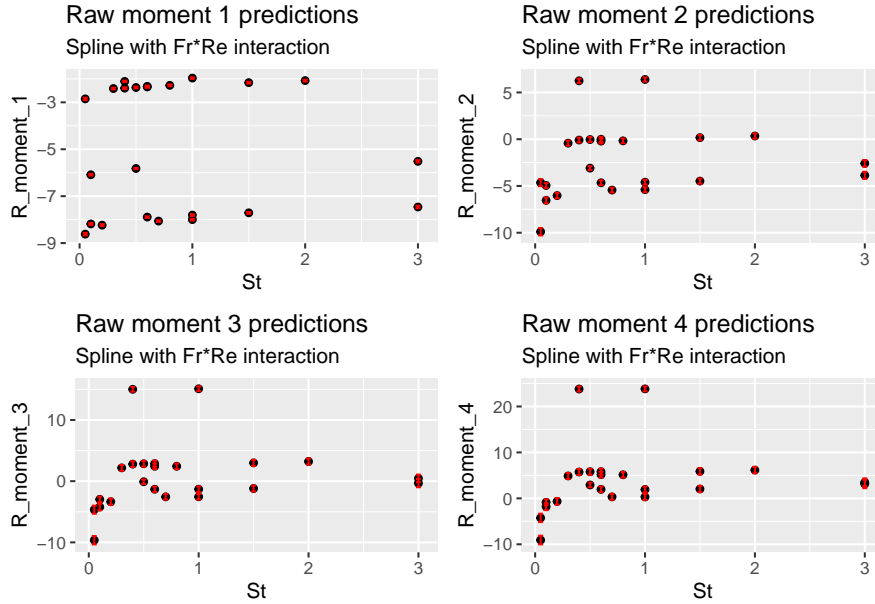 Raw moment 1 predictions
Spline with Fr*Re interaction
−3
−5
−7
−9
R_moment_1
0
1
2
3
St
Raw moment 2 predictions
Spline with Fr*Re interaction
5
0
−5
−10
R_moment_2
0
1
2
3
St
Raw moment 3 predictions
Spline with Fr*Re interaction
10
0
−10
R_moment_3
0
1
2
3
St
Raw moment 4 predictions
Spline with Fr*Re interaction
20
10
0
−10
R_moment_4
0
1
2
3
St